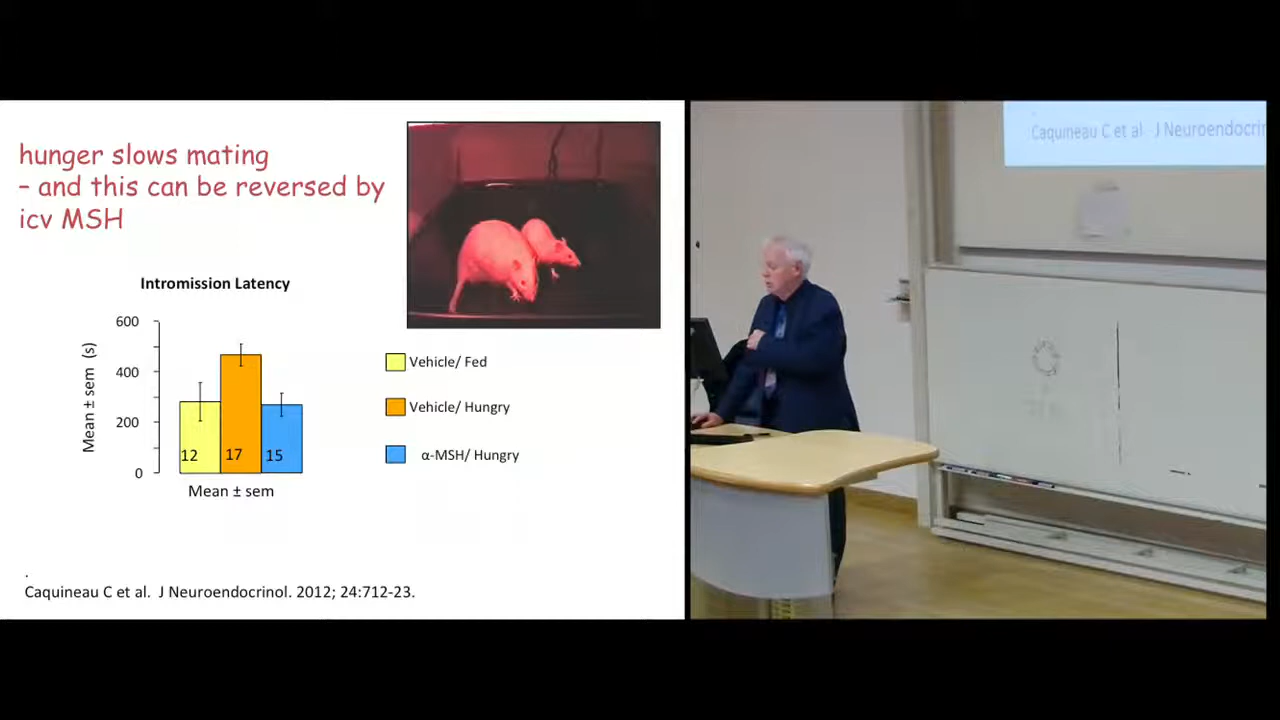 hunger slows mating
– and this can be reversed by
icv MSH
Intromission Latency
Mean ± sem (s)
600
400
200
0
12
17
15
Mean ± sem
Vehicle/ Fed
Vehicle/ Hungry
α-MSH/ Hungry
.
Caquineau C et al. J Neuroendocrinol. 2012; 24:712-23.
Caquineau C et al J Neuroendocri